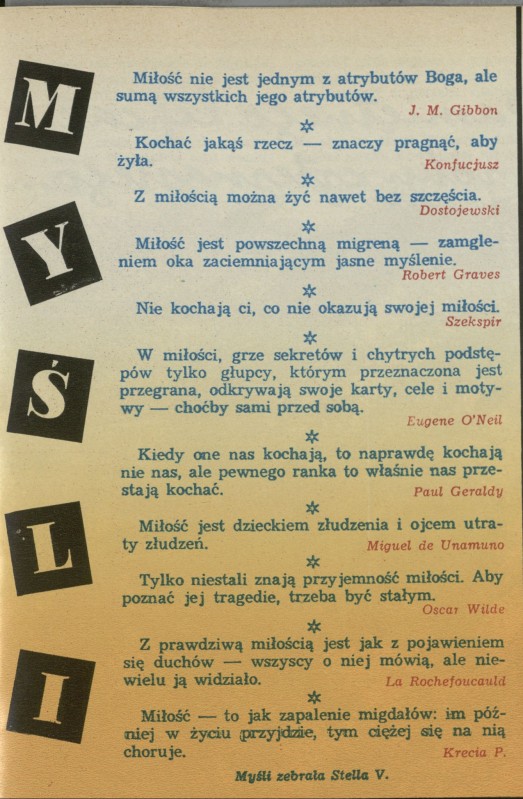 MYŚLI
Miłość nie jest jednym z atrybutów Boga, ale
sumą wszystkich jego atrybutów.
J. M. Gibbon
Kochać jakąś rzecz — znaczy pragnąć, aby
żyła.
Konfucjusz
Z miłością można żyć nawet bez szczęścia.
Dostojewski
Miłość jest powszechną migreną — zamgle-
niem oka zaciemniającym jasne myślenie.
Robert Graves
Nie kochają ci, co nie okazują swojej miłości.
Szekspir
W miłości, grze sekretów i chytrych podstę-
pów tylko głupcy, którym przeznaczona jest
przegrana, odkrywają swoje karty, cele i moty-
wy — choćby sami przed sobą.
Eugene O'Neil
Kiedy one nas kochają, to naprawdę kochają
nie nas, ale pewnego ranka to właśnie nas prze-
stają kochać.
Paul Geraldy
Miłość jest dzieckiem złudzenia i ojcem utra-
ty złudzeń.
Miguel de Unamuno
Tylko niestali znają przyjemność miłości. Aby
poznać jej tragedie, trzeba być stałym.
Oscar Wilde
Z prawdziwą miłością jest jak z pojawieniem
się duchów — wszyscy o niej mówią, ale nie-
wielu ją widziało.
La Rochefoucauld
Miłość — to jak zapalenie migdałów: im póź-
niej w życiu przyjdzie, tym ciężej się na nią
choruje.
Krecia P.
Myśli zebrała Stella V.